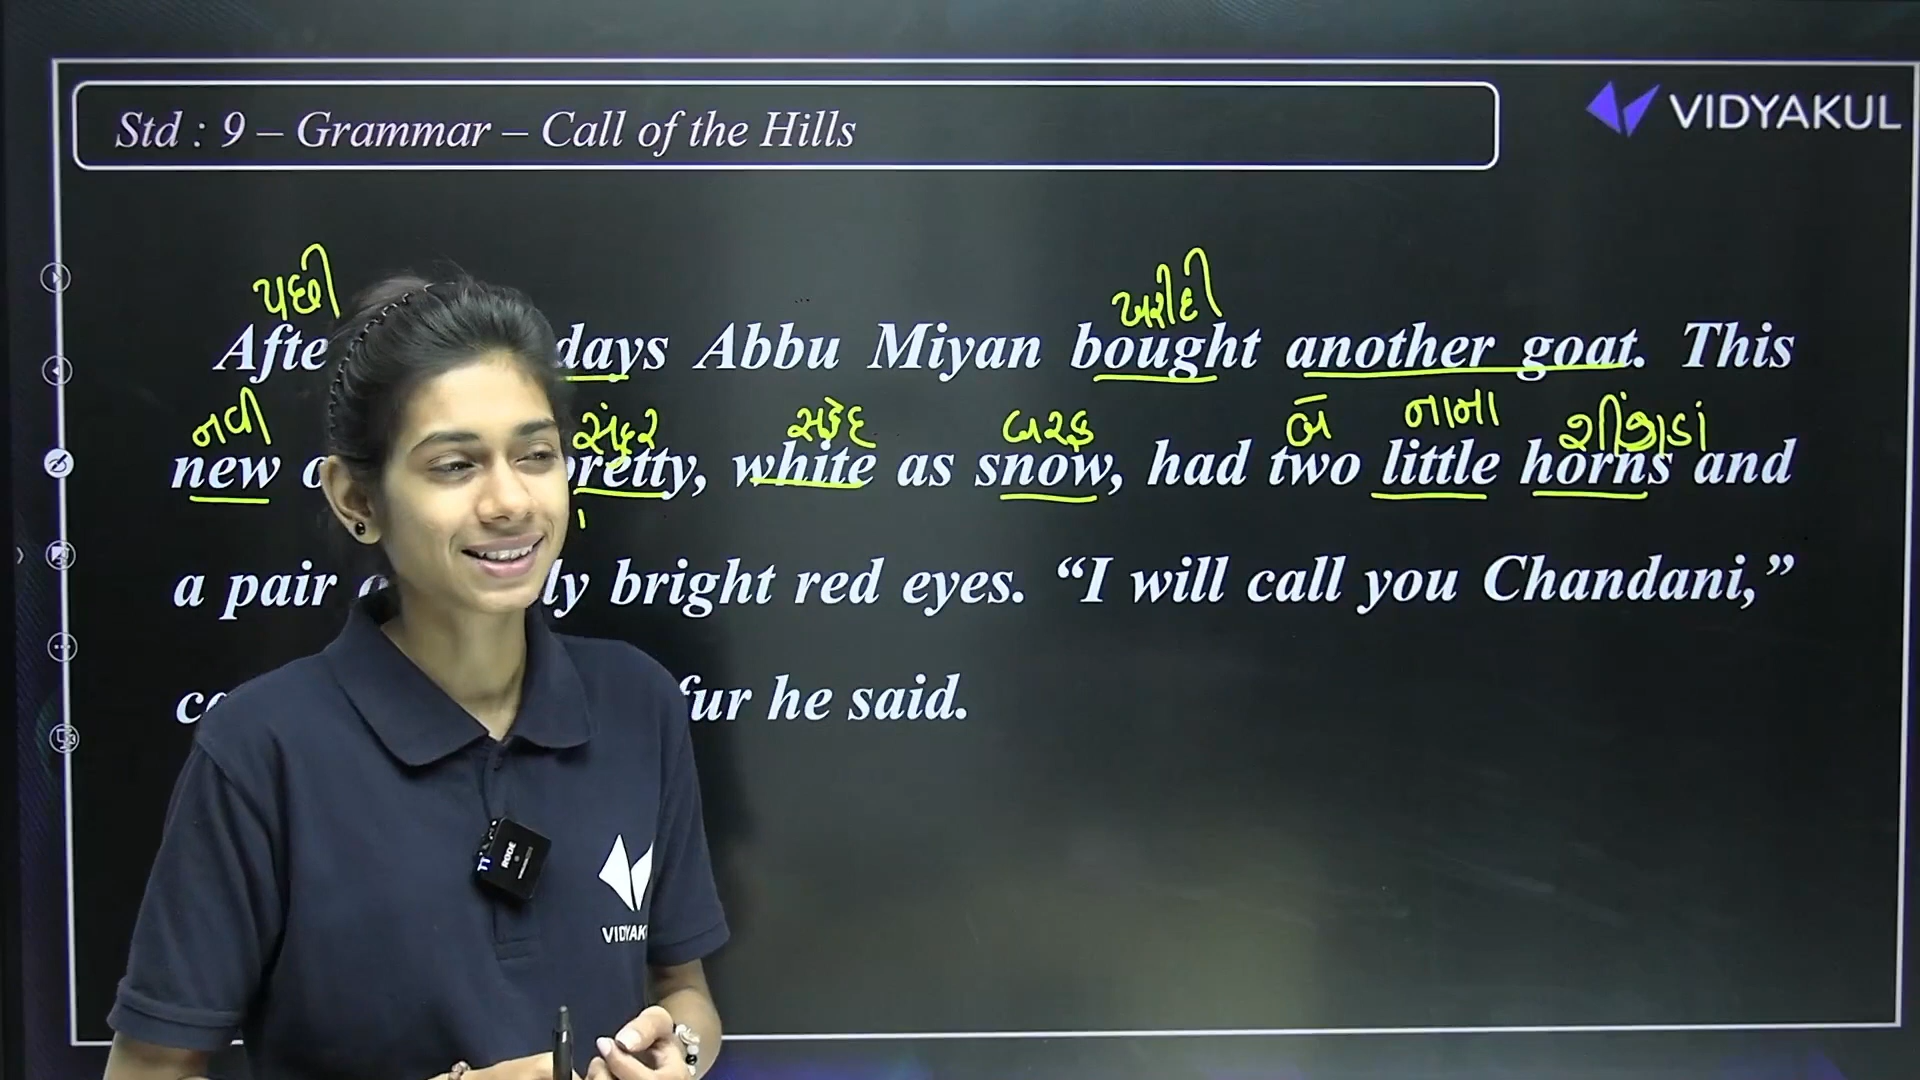 Std : 9 – Grammar – Call of the Hills
VIDYAKUL
પછી ખરીદી
days Abbu Miyan bought another goat. This
નવી સુંદર સફેદ બરફ બે નાના શીંગડાં
new pretty, white as snow, had two little horns and
a pair bright red eyes. “I will call you Chandani,”
fur he said.
RODE